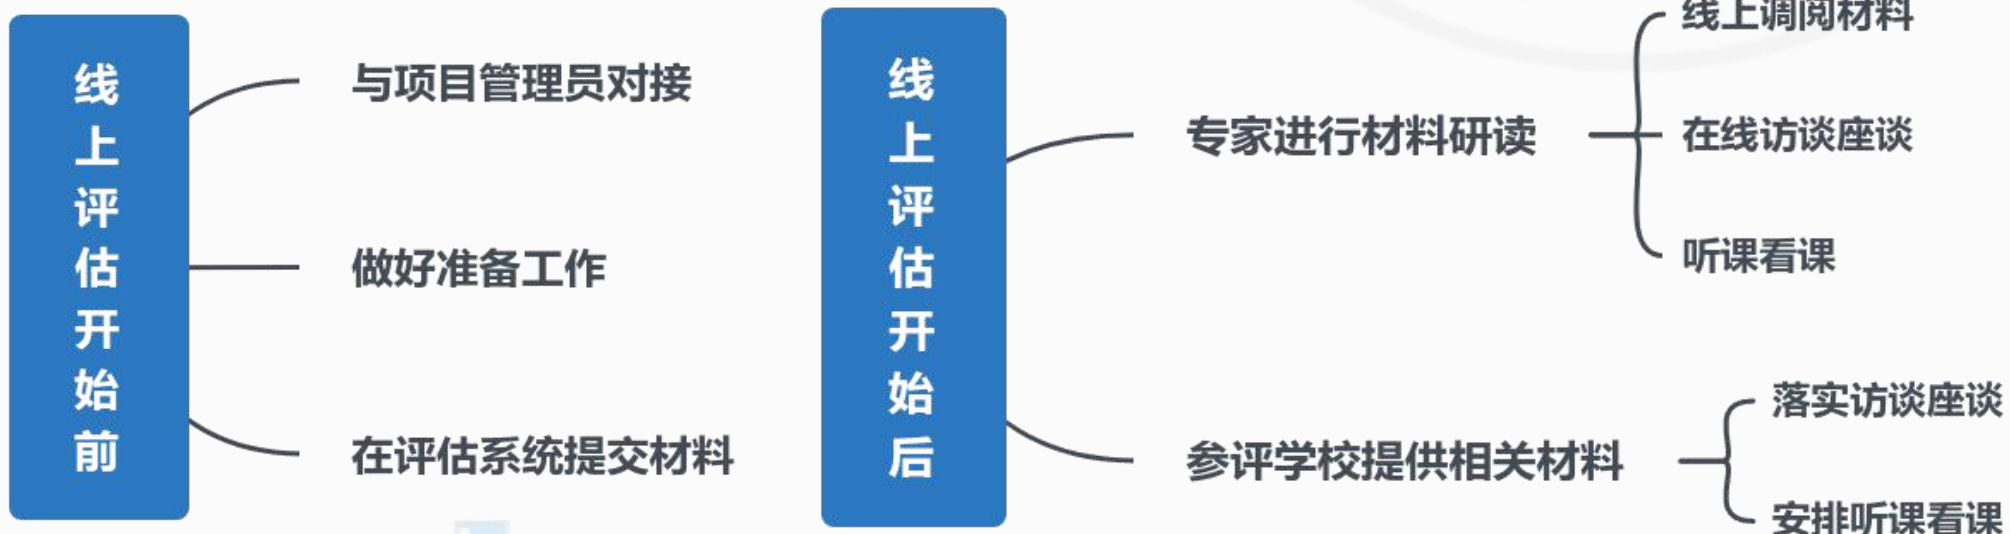 线上评估开始前
与项目管理员对接
做好准备工作
在评估系统提交材料
线上评估开始后
专家进行材料研读
线上调阅材料
在线访谈座谈
听课看课
参评学校提供相关材料
落实访谈座谈
安排听课看课